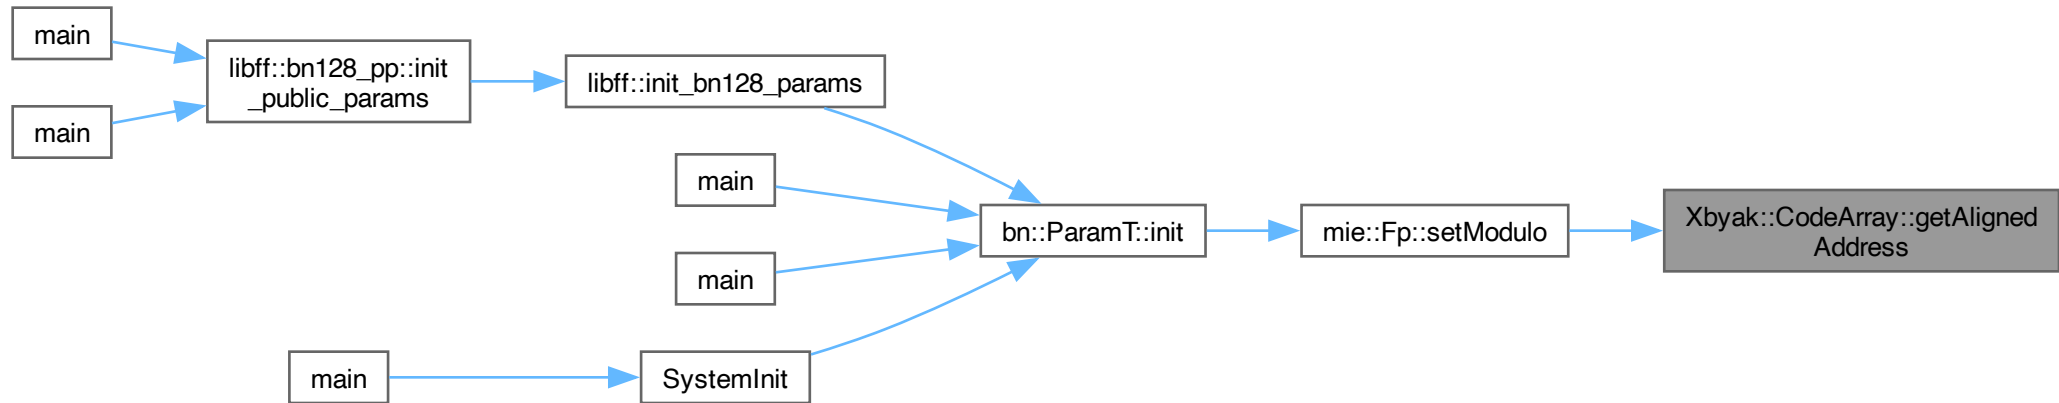 main
main
libff::bn128_pp::init
_public_params
libff::init_bn128_params
main
main
main
SystemInit
bn::ParamT::init
mie::Fp::setModulo
Xbyak::CodeArray::getAligned
Address